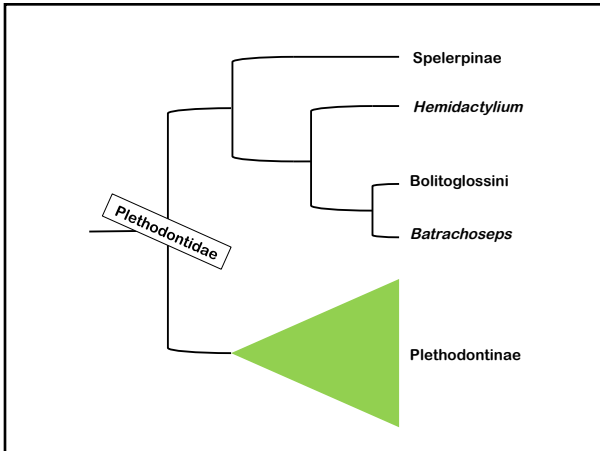 Spelerpinae
Hemidactylium
Bolitoglossini
Plethodontidae
Batrachoseps
Plethodontinae